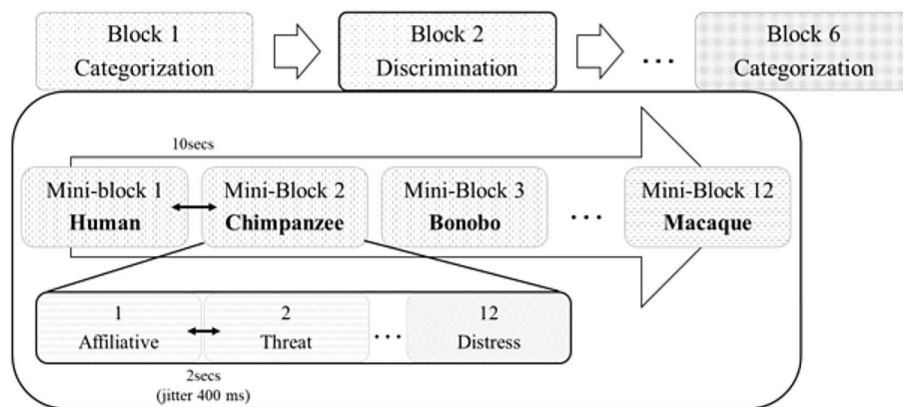 Block 1
Categorization
Block 2
Discrimination
...
Block 6
Categorization
10secs
Mini-block 1
Human
Mini-Block 2
Chimpanzee
Mini-Block 3
Bonobo
...
Mini-Block 12
Macaque
1
Affiliative
2
Threat
...
12
Distress
2secs
(jitter 400 ms)